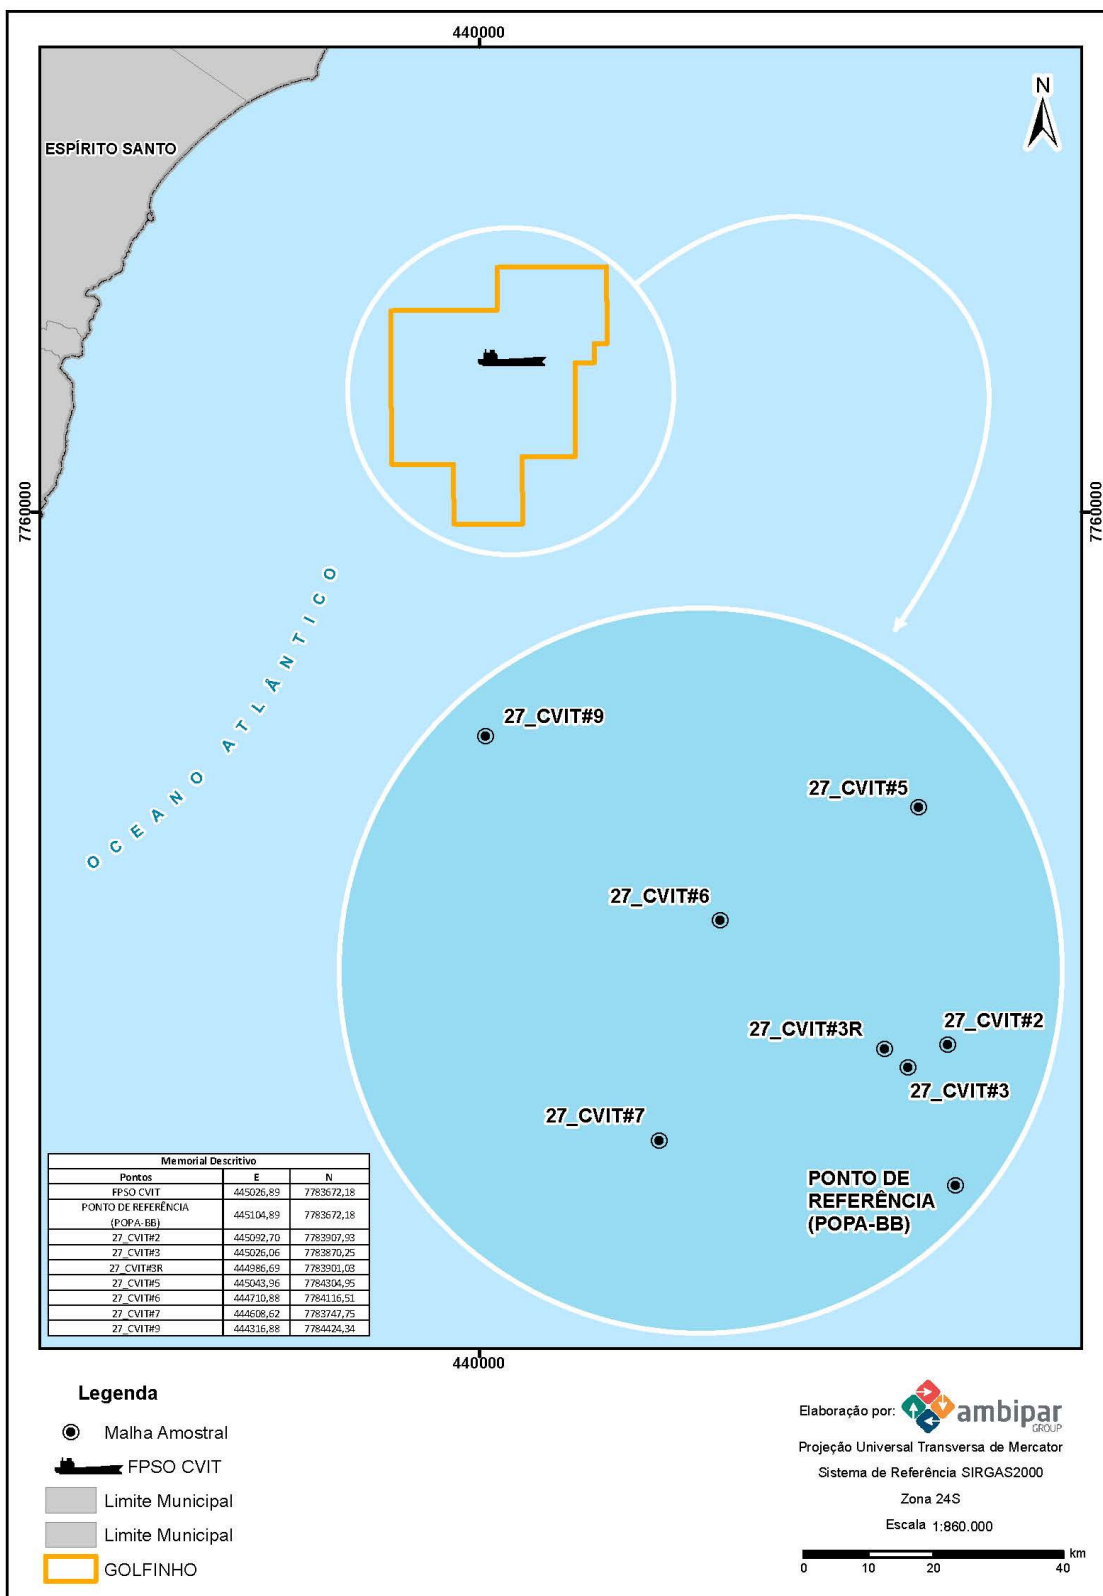 440000
N
ESPÍRITO SANTO
7760000
7760000
OCEANO ATLÂNTICO
27_CVIT#9
27_CVIT#5
27_CVIT#6
27_CVIT#3R
27_CVIT#2
27_CVIT#3
27_CVIT#7
PONTO DE
REFERÊNCIA
(POPA-BB)
Memorial Descritivo
Pontos E N
FPSO CVIT 445026,89 7783672,18
PONTO DE REFERÊNCIA
(POPA-BB) 445104,89 7783672,18
27_CVIT#2 445092,70 7783907,93
27_CVIT#3 445026,06 7783870,25
27_CVIT#3R 444986,69 7783901,03
27_CVIT#5 445043,96 7784304,95
27_CVIT#6 444710,88 7784116,51
27_CVIT#7 444608,62 7783747,75
27_CVIT#9 444316,88 7784424,34
440000
Legenda
Malha Amostral
FPSO CVIT
Limite Municipal
Limite Municipal
GOLFINHO
Elaboração por: ambipar
GROUP
Projeção Universal Transversa de Mercator
Sistema de Referência SIRGAS2000
Zona 24S
Escala 1:860.000
km
0 10 20 40